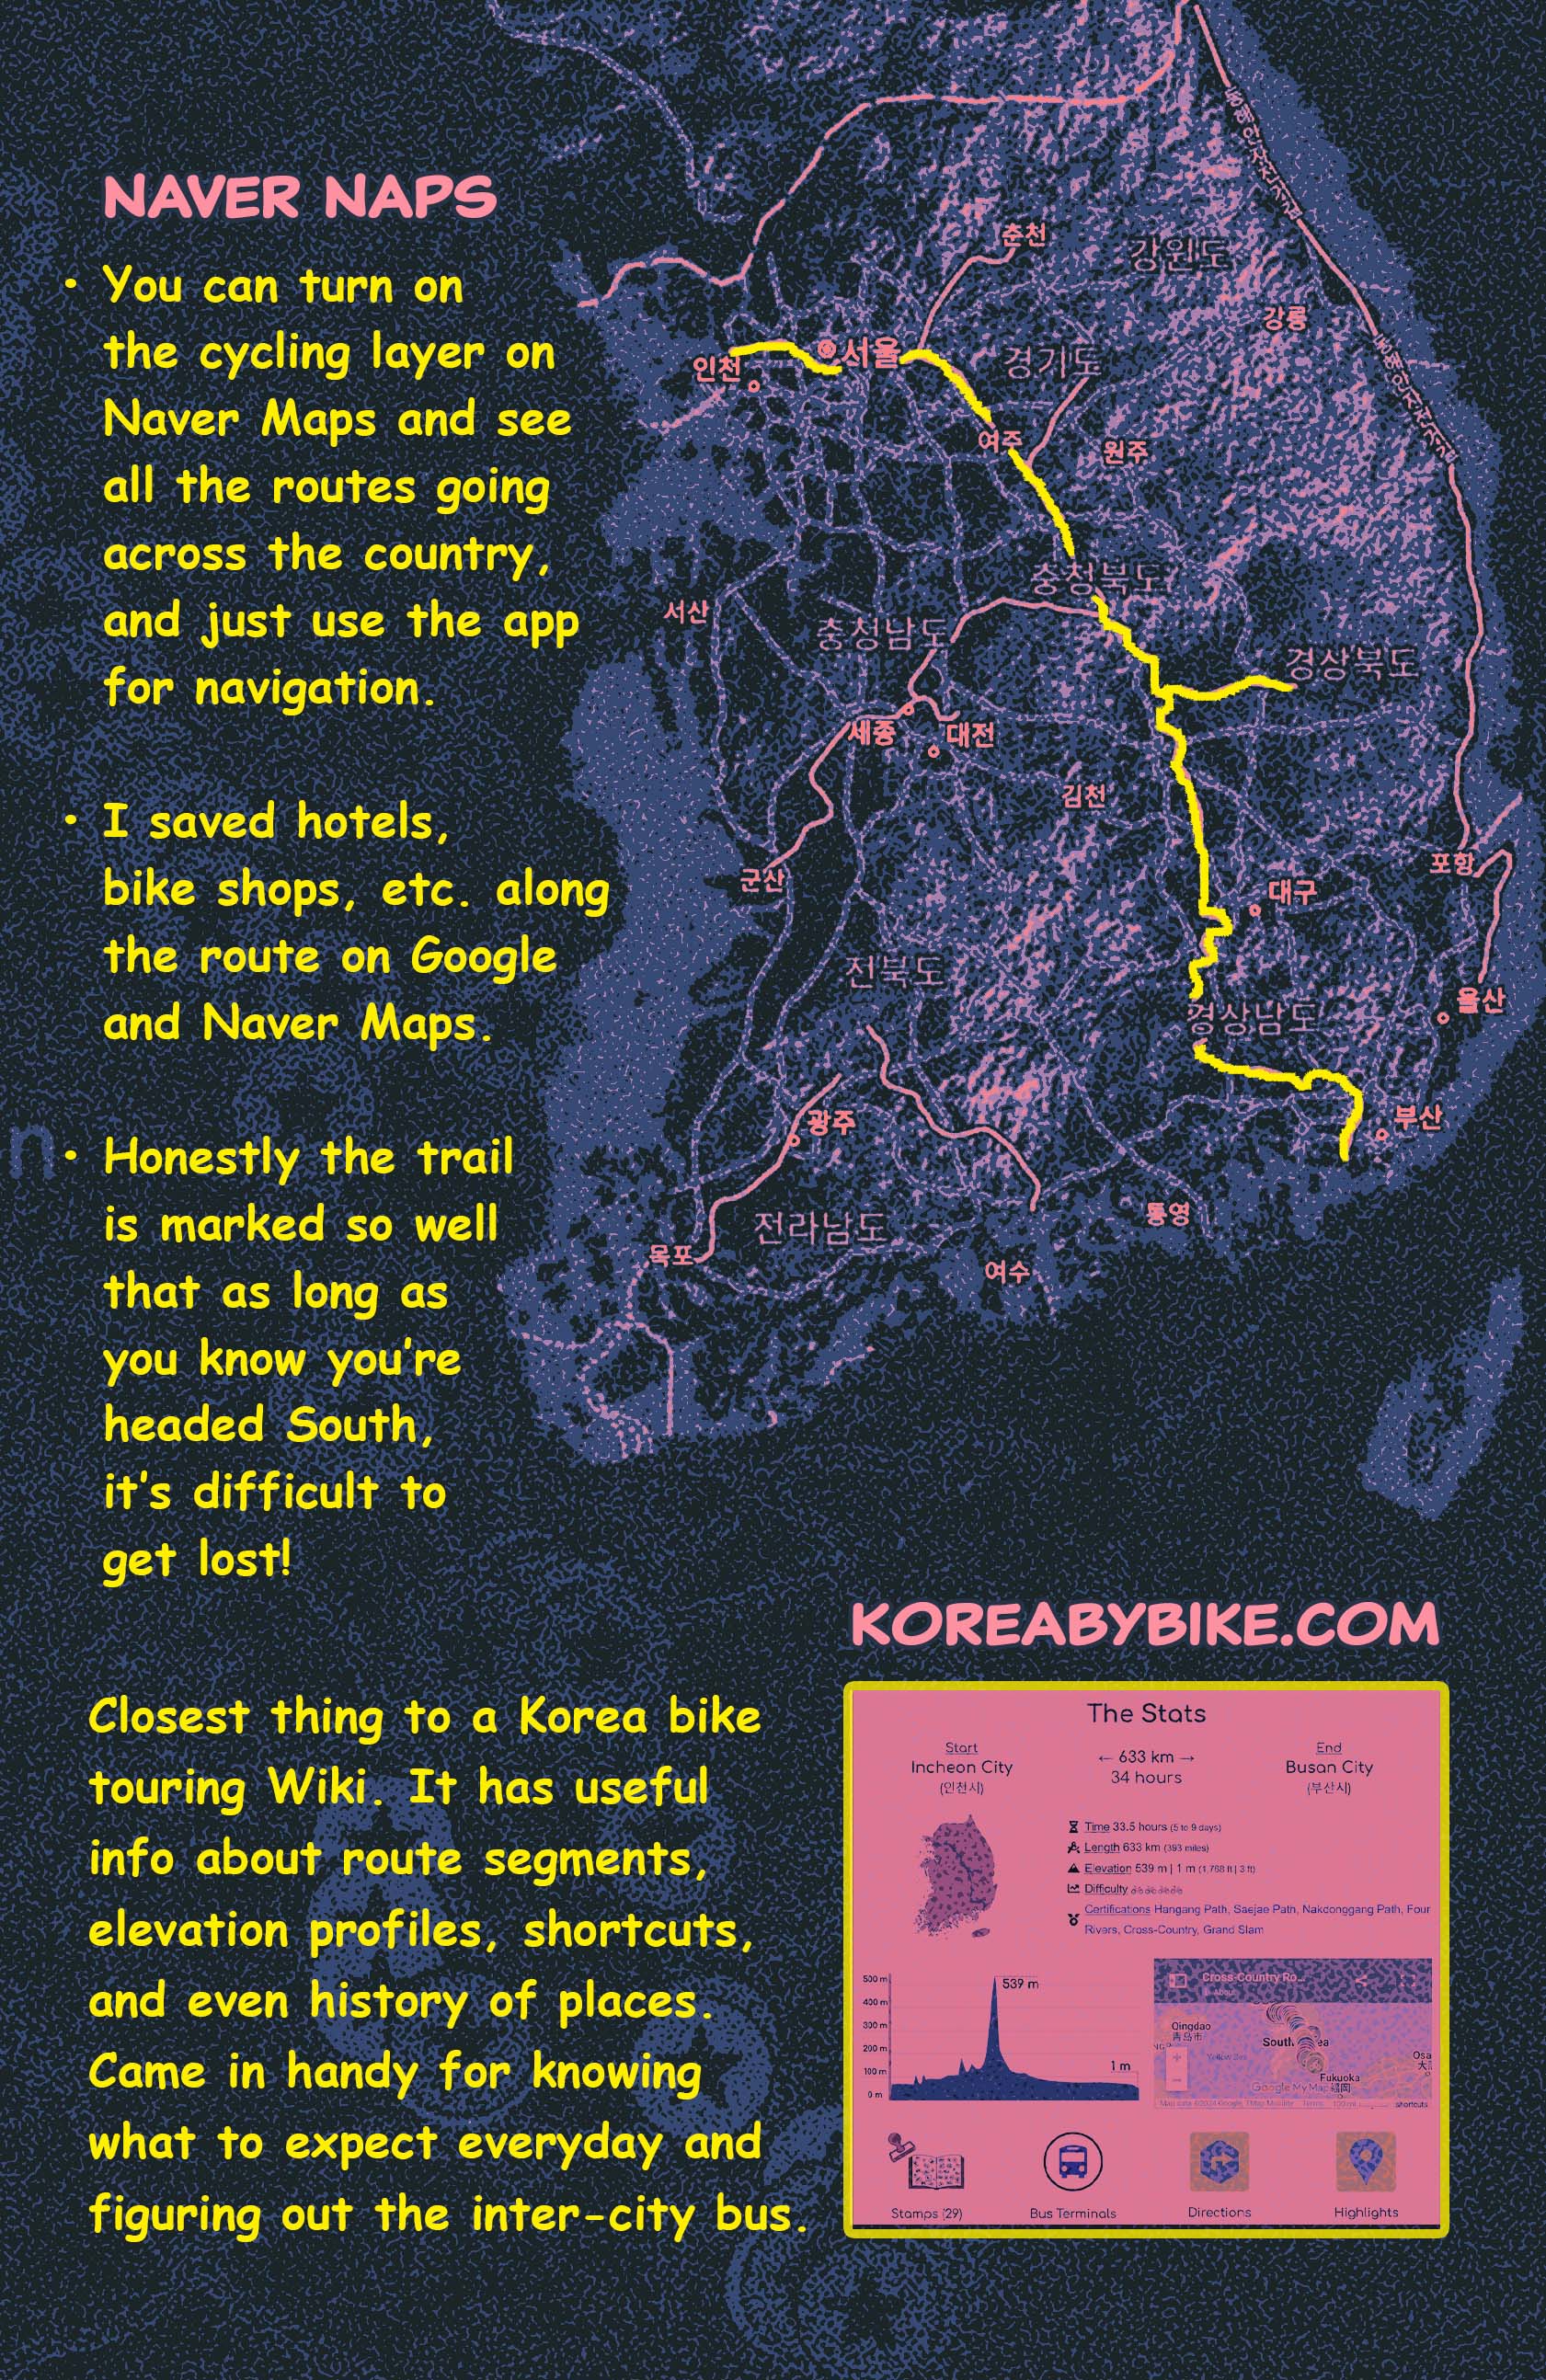 NAVER NAPS
• You can turn on
the cycling layer on
Naver Maps and see
all the routes going
across the country,
and just use the app
for navigation.
• I saved hotels,
bike shops, etc. along
the route on Google
and Naver Maps.
• Honestly the trail
is marked so well
that as long as
you know you're
headed South,
it's difficult to
get lost!
춘천
강원도
강릉
서울
인천
경기도
여주
원주
충청북도
서산
충청남도
경상북도
세종
대전
김천
포항
군산
대구
전북도
울산
경상남도
광주
부산
통영
전라남도
목포
여수
n
KOREABYBIKE.COM
Closest thing to a Korea bike
touring Wiki. It has useful
info about route segments,
elevation profiles, shortcuts,
and even history of places.
Came in handy for knowing
what to expect everyday and
figuring out the inter-city bus.
The Stats
Start
Incheon City
(인천시)
← 633 km →
34 hours
End
Busan City
(부산시)
Time 33.5 hours (5 to 9 days)
Length 633 km (393 miles)
Elevation 539 m | 1 m (1,768 ft | 3 ft)
Difficulty
Certifications Hangang Path, Saejae Path, Nakdonggang Path, Four
Rivers, Cross-Country, Grand Slam
500 m
400 m
300 m
200 m
100 m
0 m
539 m
1 m
Cross-Country Ro...
Qingdao
青岛市
Yellow Sea
South
ea
Osa
Fukuoka
福岡
Google My Maps
Terms
shortcuts
Stamps (29)
Bus Terminals
Directions
Highlights